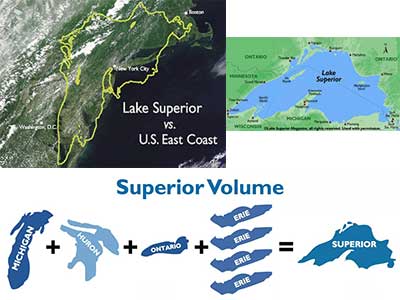 Boston
New York City
Lake Superior
vs.
U.S. East Coast
Washington, D.C.
ONTARIO
Lake
Superior
MINNESOTA
ONTARIO
MICHIGAN
WISCONSIN
Lake Superior Magazine, all rights reserved. Used with permission.
Superior Volume
MICHIGAN
+
HURON
+
ONTARIO
+
ERIE
ERIE
ERIE
ERIE
=
SUPERIOR